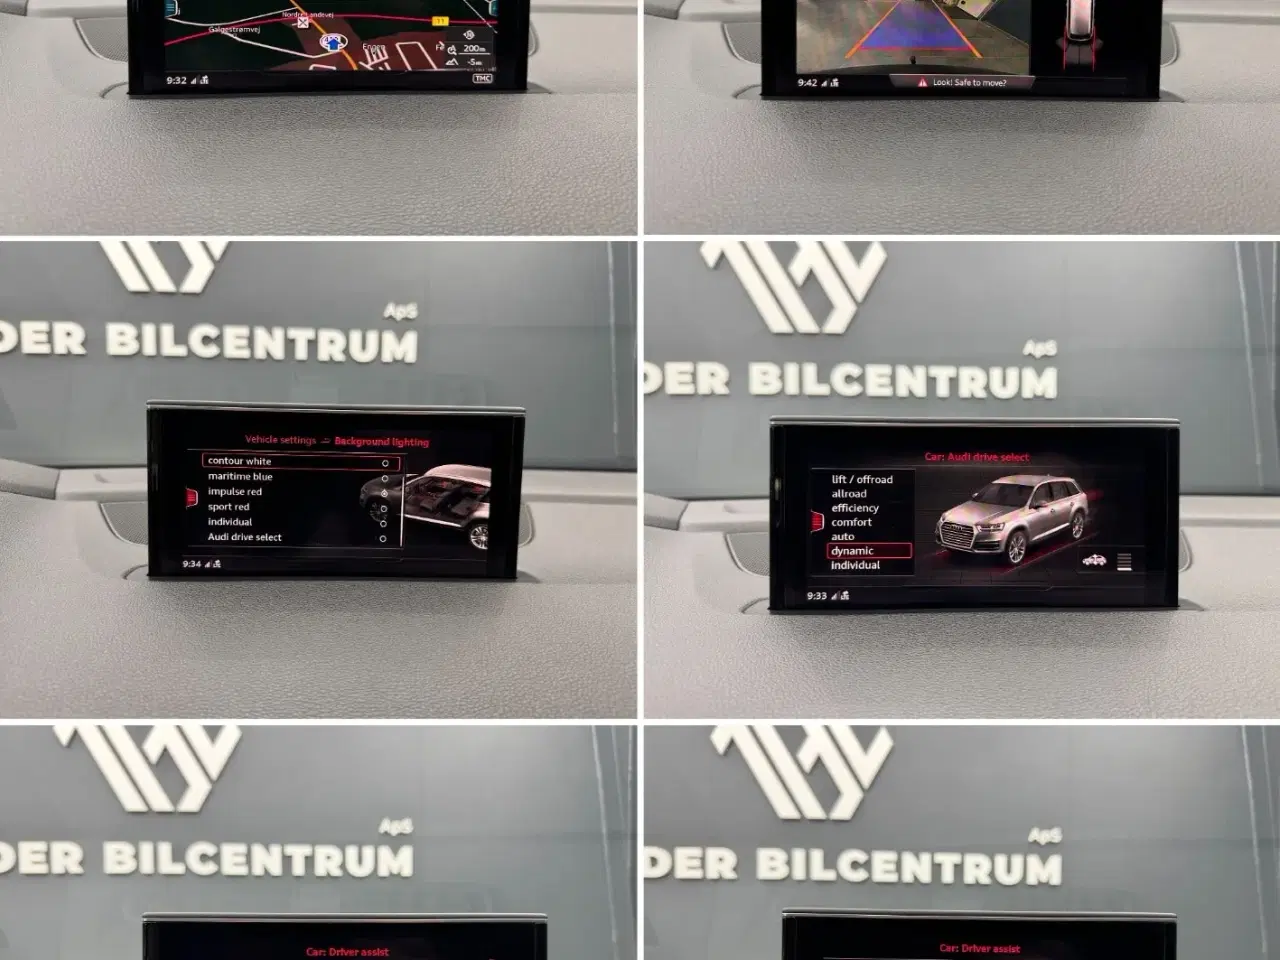 Galgestrømvej
11
200m
-5
9:32
TMC
9:42
Look! Safe to move?
ApS
DER BILCENTRUM
Vehicle settings
Background lighting
contour white
maritime blue
impulse red
sport red
individual
Audi drive select
9:34
ApS
DER BILCENTRUM
Car: Audi drive select
lift / offroad
allroad
efficiency
comfort
auto
dynamic
individual
9:33
ApS
DER BILCENTRUM
Car: Driver assist
ApS
DER BILCENTRUM
Car: Driver assist